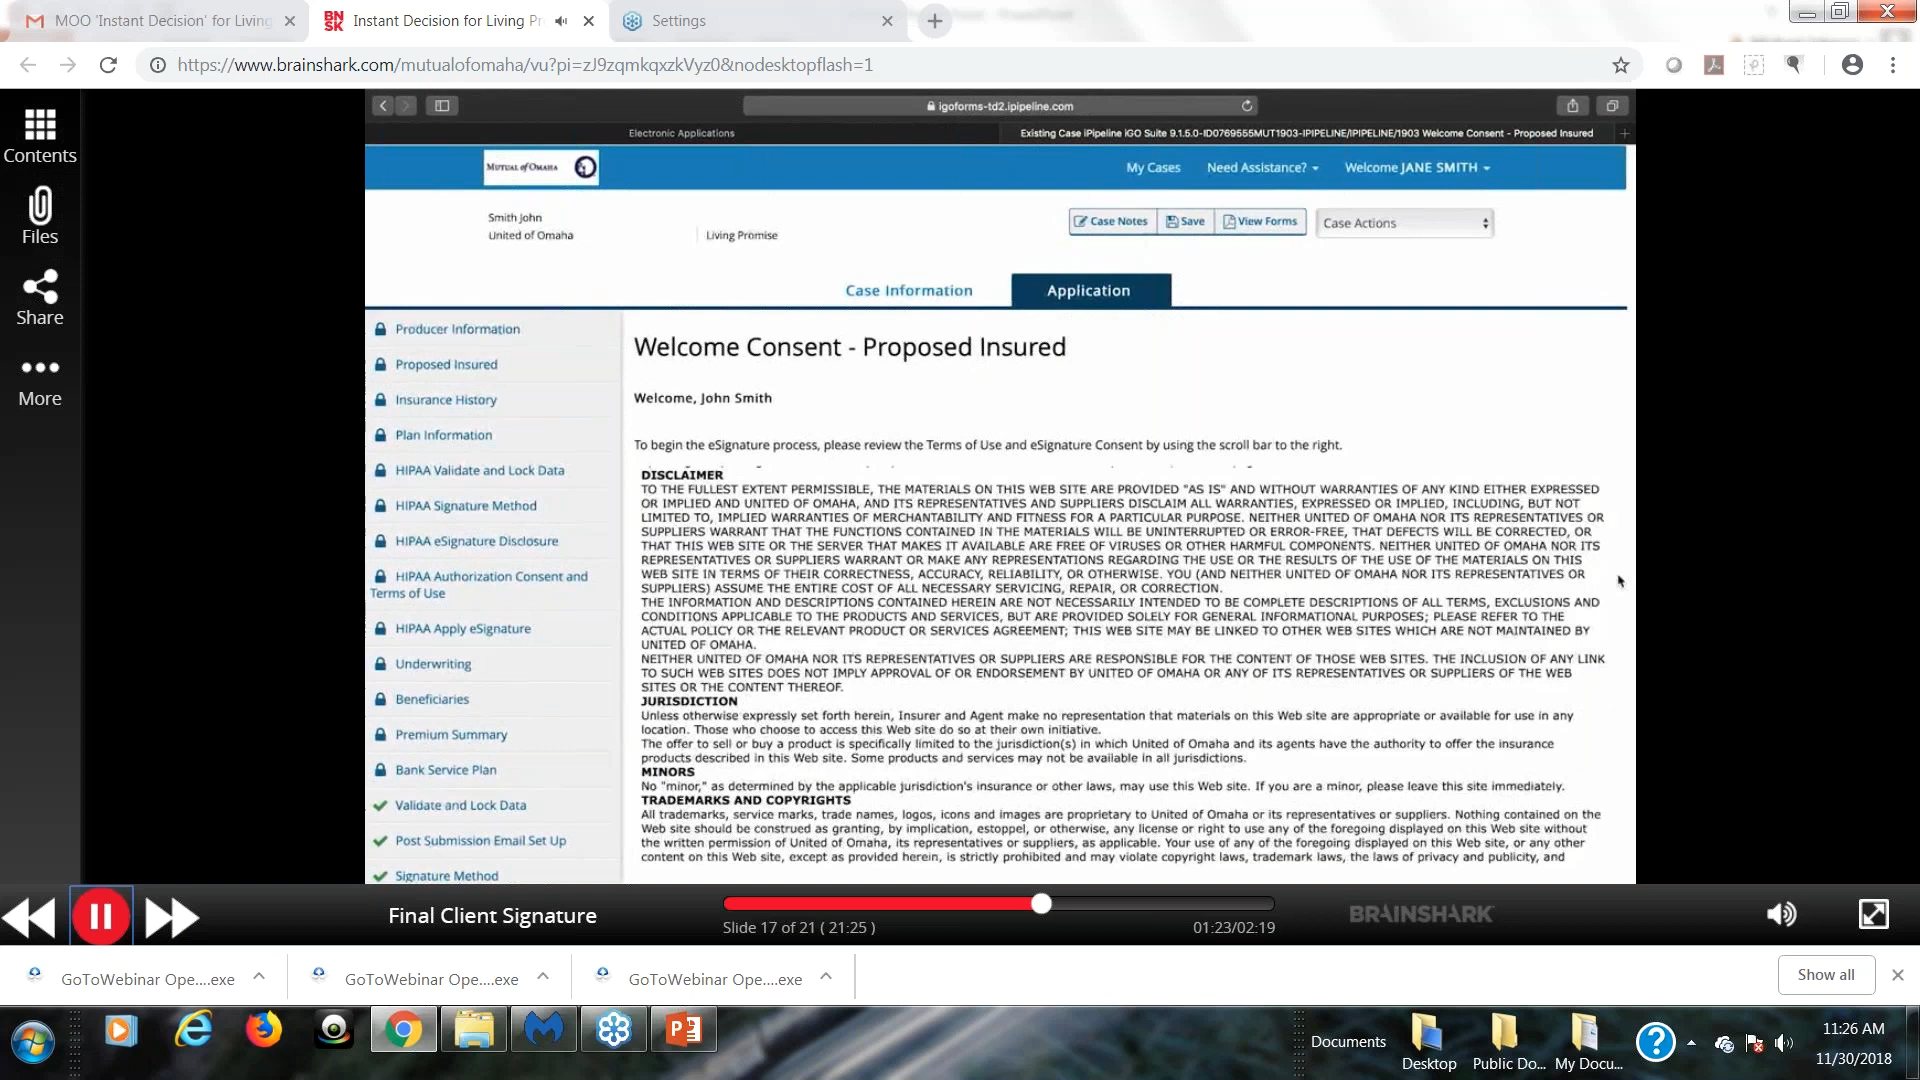 MOO 'Instant Decision' for Living
BN SK
Instant Decision for Living Pr
Settings
https://www.brainshark.com/mutualofomaha/vu?pi=zJ9zqmkqxzkVyz0&nodesktopflash=1
Contents
Files
Share
More
igoforms-td2.ipipeline.com
Electronic Applications
Existing Case iPipeline iGO Suite 9.1.5.0-ID0769555MUT1903-IPIPELINE/IPIPELINE/1903 Welcome Consent - Proposed Insured
MUTUAL of OMAHA
My Cases
Need Assistance?
Welcome JANE SMITH
Smith John
United of Omaha
Living Promise
Case Notes
Save
View Forms
Case Actions
Case Information
Application
Producer Information
Proposed Insured
Insurance History
Plan Information
HIPAA Validate and Lock Data
HIPAA Signature Method
HIPAA eSignature Disclosure
HIPAA Authorization Consent and
Terms of Use
HIPAA Apply eSignature
Underwriting
Beneficiaries
Premium Summary
Bank Service Plan
Validate and Lock Data
Post Submission Email Set Up
Signature Method
Welcome Consent - Proposed Insured
Welcome, John Smith
To begin the eSignature process, please review the Terms of Use and eSignature Consent by using the scroll bar to the right.
DISCLAIMER
TO THE FULLEST EXTENT PERMISSIBLE, THE MATERIALS ON THIS WEB SITE ARE PROVIDED "AS IS" AND WITHOUT WARRANTIES OF ANY KIND EITHER EXPRESSED
OR IMPLIED AND UNITED OF OMAHA, AND ITS REPRESENTATIVES AND SUPPLIERS DISCLAIM ALL WARRANTIES, EXPRESSED OR IMPLIED, INCLUDING, BUT NOT
LIMITED TO, IMPLIED WARRANTIES OF MERCHANTABILITY AND FITNESS FOR A PARTICULAR PURPOSE. NEITHER UNITED OF OMAHA NOR ITS REPRESENTATIVES OR
SUPPLIERS WARRANT THAT THE FUNCTIONS CONTAINED IN THE MATERIALS WILL BE UNINTERRUPTED OR ERROR-FREE, THAT DEFECTS WILL BE CORRECTED, OR
THAT THIS WEB SITE OR THE SERVER THAT MAKES IT AVAILABLE ARE FREE OF VIRUSES OR OTHER HARMFUL COMPONENTS. NEITHER UNITED OF OMAHA NOR ITS
REPRESENTATIVES OR SUPPLIERS WARRANT OR MAKE ANY REPRESENTATIONS REGARDING THE USE OR THE RESULTS OF THE USE OF THE MATERIALS ON THIS
WEB SITE IN TERMS OF THEIR CORRECTNESS, ACCURACY, RELIABILITY, OR OTHERWISE. YOU (AND NEITHER UNITED OF OMAHA NOR ITS REPRESENTATIVES OR
SUPPLIERS) ASSUME THE ENTIRE COST OF ALL NECESSARY SERVICING, REPAIR, OR CORRECTION.
THE INFORMATION AND DESCRIPTIONS CONTAINED HEREIN ARE NOT NECESSARILY INTENDED TO BE COMPLETE DESCRIPTIONS OF ALL TERMS, EXCLUSIONS AND
CONDITIONS APPLICABLE TO THE PRODUCTS AND SERVICES, BUT ARE PROVIDED SOLELY FOR GENERAL INFORMATIONAL PURPOSES; PLEASE REFER TO THE
ACTUAL POLICY OR THE RELEVANT PRODUCT OR SERVICES AGREEMENT; THIS WEB SITE MAY BE LINKED TO OTHER WEB SITES WHICH ARE NOT MAINTAINED BY
UNITED OF OMAHA.
NEITHER UNITED OF OMAHA NOR ITS REPRESENTATIVES OR SUPPLIERS ARE RESPONSIBLE FOR THE CONTENT OF THOSE WEB SITES. THE INCLUSION OF ANY LINK
TO SUCH WEB SITES DOES NOT IMPLY APPROVAL OF OR ENDORSEMENT BY UNITED OF OMAHA OR ANY OF ITS REPRESENTATIVES OR SUPPLIERS OF THE WEB
SITES OR THE CONTENT THEREOF.
JURISDICTION
Unless otherwise expressly set forth herein, Insurer and Agent make no representation that materials on this Web site are appropriate or available for use in any
location. Those who choose to access this Web site do so at their own initiative.
The offer to sell or buy a product is specifically limited to the jurisdiction(s) in which United of Omaha and its agents have the authority to offer the insurance
products described in this Web site. Some products and services may not be available in all jurisdictions.
MINORS
No "minor," as determined by the applicable jurisdiction's insurance or other laws, may use this Web site. If you are a minor, please leave this site immediately.
TRADEMARKS AND COPYRIGHTS
All trademarks, service marks, trade names, logos, icons and images are proprietary to United of Omaha or its representatives or suppliers. Nothing contained on the
Web site should be construed as granting, by implication, estoppel, or otherwise, any license or right to use any of the foregoing displayed on this Web site without
the written permission of United of Omaha, its representatives or suppliers, as applicable. Your use of any of the foregoing displayed on this Web site, or any other
content on this Web site, except as provided herein, is strictly prohibited and may violate copyright laws, trademark laws, the laws of privacy and publicity, and
Final Client Signature
Slide 17 of 21 ( 21:25 )
01:23/02:19
BRAINSHARK
GoToWebinar Ope....exe
GoToWebinar Ope....exe
GoToWebinar Ope....exe
Show all
Documents
Desktop
Public Do...
My Docu...
11:26 AM
11/30/2018